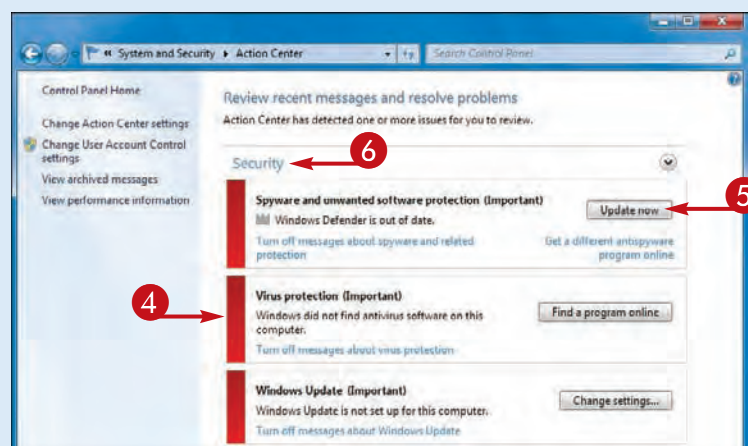 « System and Security ▸ Action Center
Search Control Panel
Control Panel Home
Change Action Center settings
Change User Account Control
settings
View archived messages
View performance information
Review recent messages and resolve problems
Action Center has detected one or more issues for you to review.
Security
6
Spyware and unwanted software protection (Important)
Windows Defender is out of date.
Update now
5
Turn off messages about spyware and related
protection
Get a different antispyware
program online
4
Virus protection (Important)
Windows did not find antivirus software on this
computer.
Find a program online
Turn off messages about virus protection
Windows Update (Important)
Windows Update is not set up for this computer.
Change settings...
Turn off messages about Windows Update